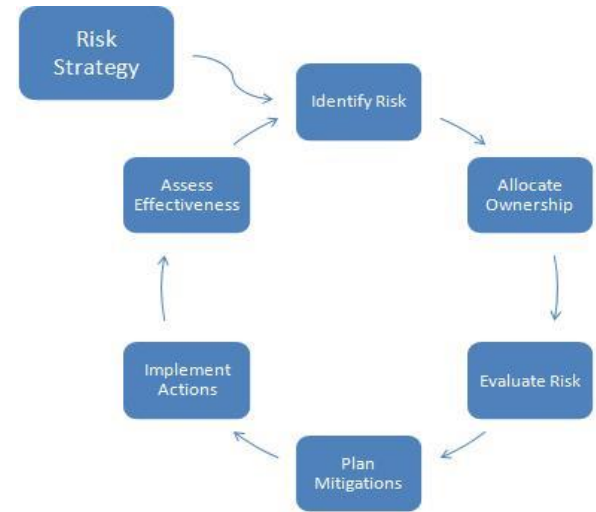 Risk
Strategy
Identify Risk
Allocate
Ownership
Evaluate Risk
Plan
Mitigations
Implement
Actions
Assess
Effectiveness